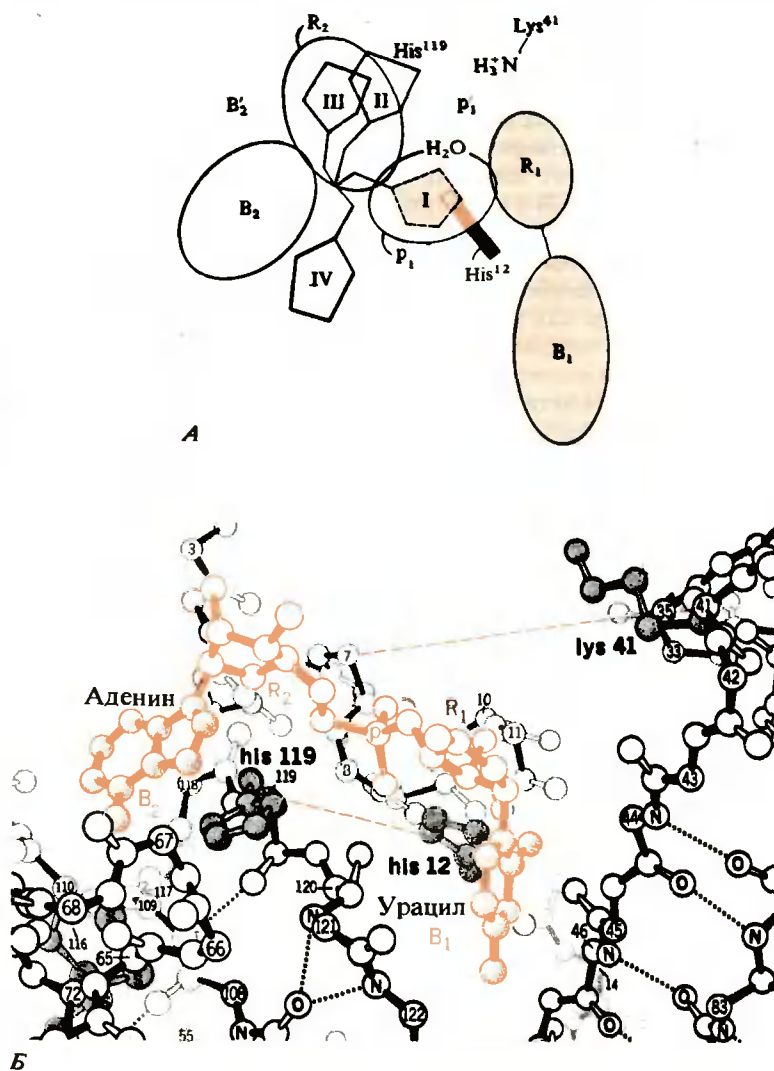 R₂
His¹¹⁹
Lys⁴¹
H₃⁺N
III
II
B₂′
p₁′
H₂O
R₁
B₂
I
p₁
His¹²
IV
B₁
А
3
35
41
lys 41
33
42
7
Аденин
R₂
R₁
10
11
P
his 119
119
8
43
118
B₂
44
N
his 12
67
110
117
109
120
Урацил
O
68
N
121
46
45
N
116
65
66
B₁
N
72
N
14
O
83
108
O
122
N
55
O
Б